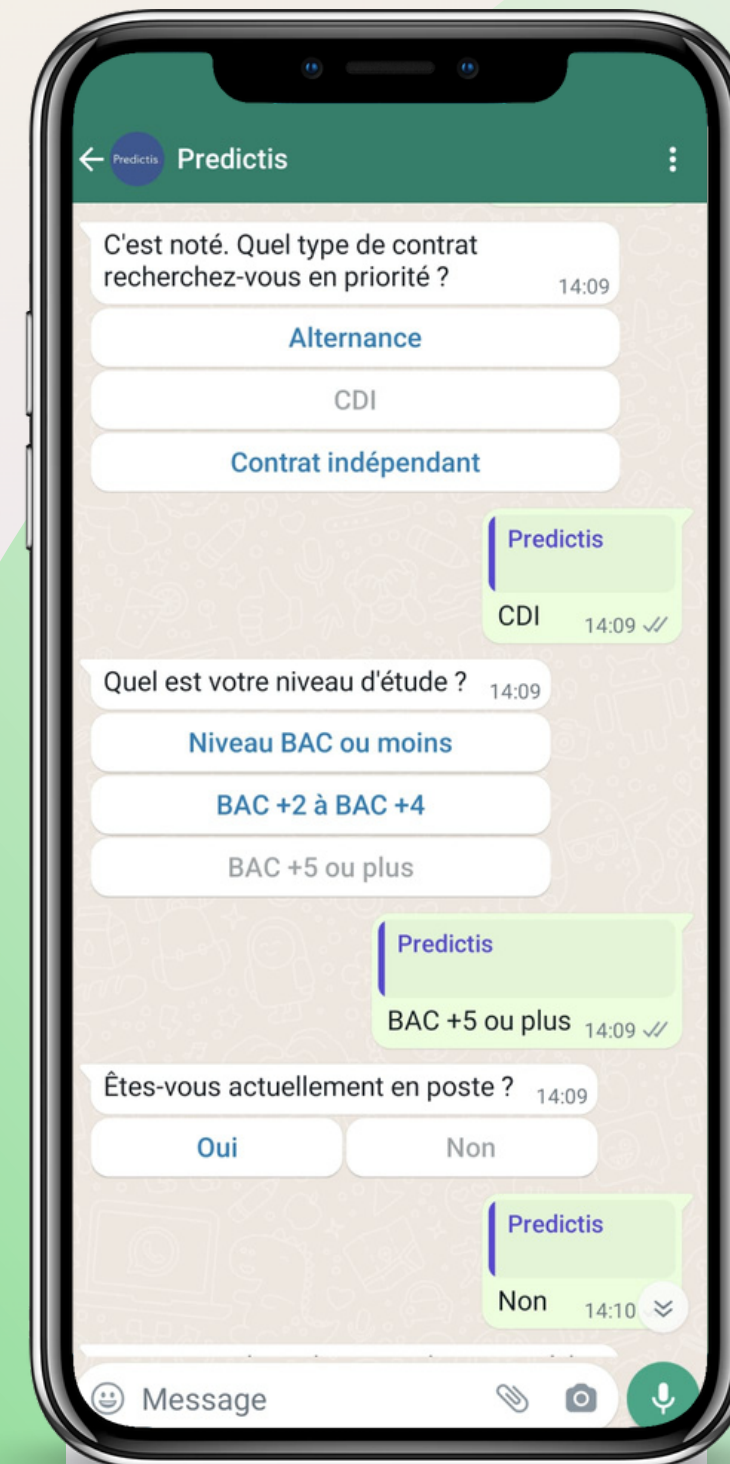 Predictis
Predictis
C'est noté. Quel type de contrat
recherchez-vous en priorité ?
14:09
Alternance
CDI
Contrat indépendant
Predictis
CDI 14:09
Quel est votre niveau d'étude ? 14:09
Niveau BAC ou moins
BAC +2 à BAC +4
BAC +5 ou plus
Predictis
BAC +5 ou plus 14:09
Êtes-vous actuellement en poste ? 14:09
Oui Non
Predictis
Non 14:10
Message